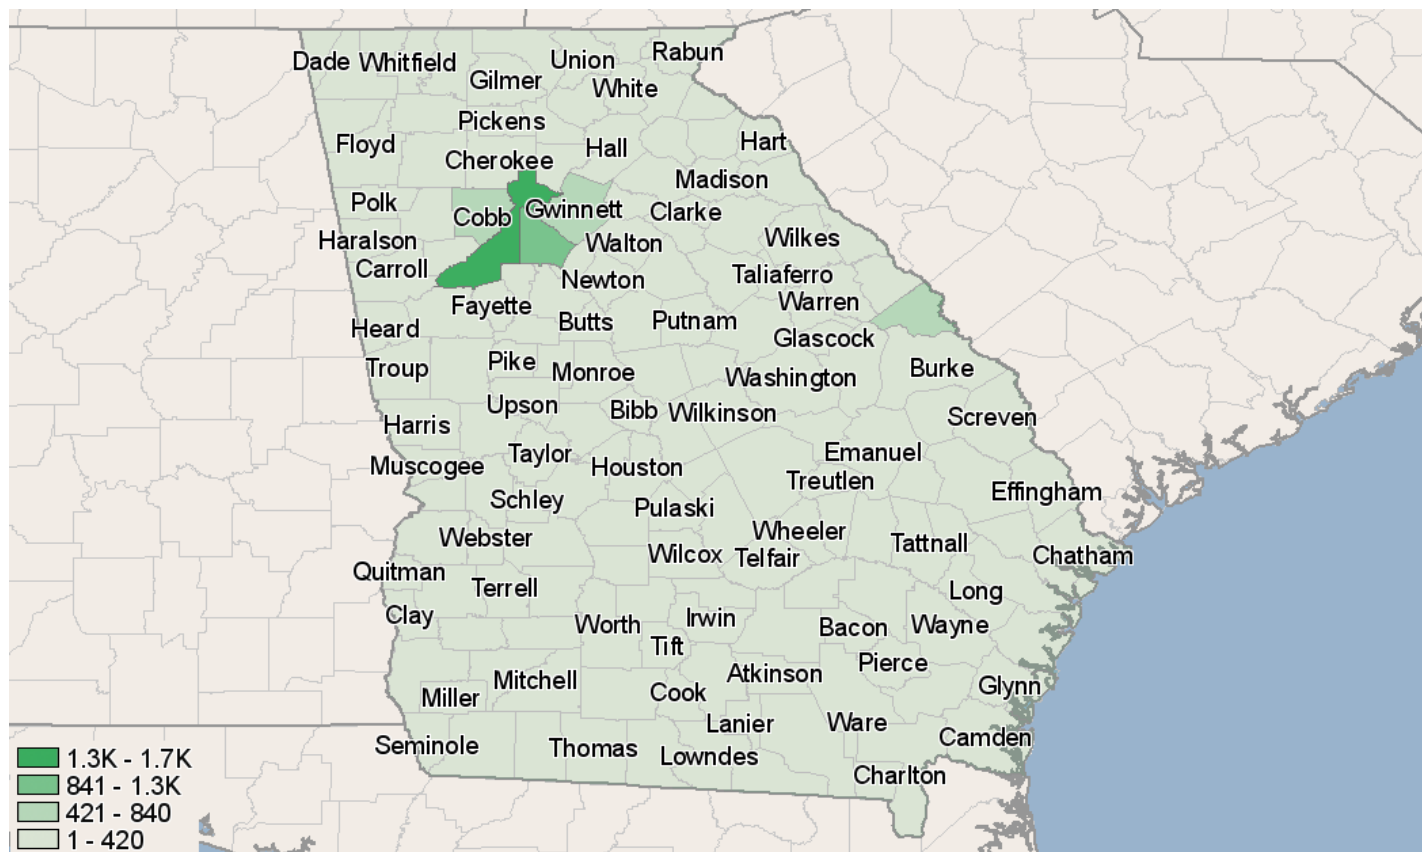 Rabun
Dade Whitfield
Union
Gilmer
White
Pickens
Floyd
Hall
Hart
Cherokee
Madison
Polk
Cobb
Gwinnett
Clarke
Haralson
Walton
Wilkes
Carroll
Newton
Taliaferro
Fayette
Warren
Heard
Butts
Putnam
Glascock
Troup
Pike
Monroe
Washington
Burke
Upson
Bibb
Wilkinson
Screven
Harris
Taylor
Emanuel
Muscogee
Houston
Treutlen
Effingham
Schley
Pulaski
Webster
Wheeler
Tattnall
Wilcox
Telfair
Chatham
Quitman
Terrell
Long
Clay
Worth
Irwin
Bacon
Wayne
Tift
Pierce
Mitchell
Atkinson
Glynn
Miller
Cook
Lanier
Ware
Camden
Seminole
Thomas
Lowndes
Charlton
1.3K - 1.7K
841 - 1.3K
421 - 840
1 - 420